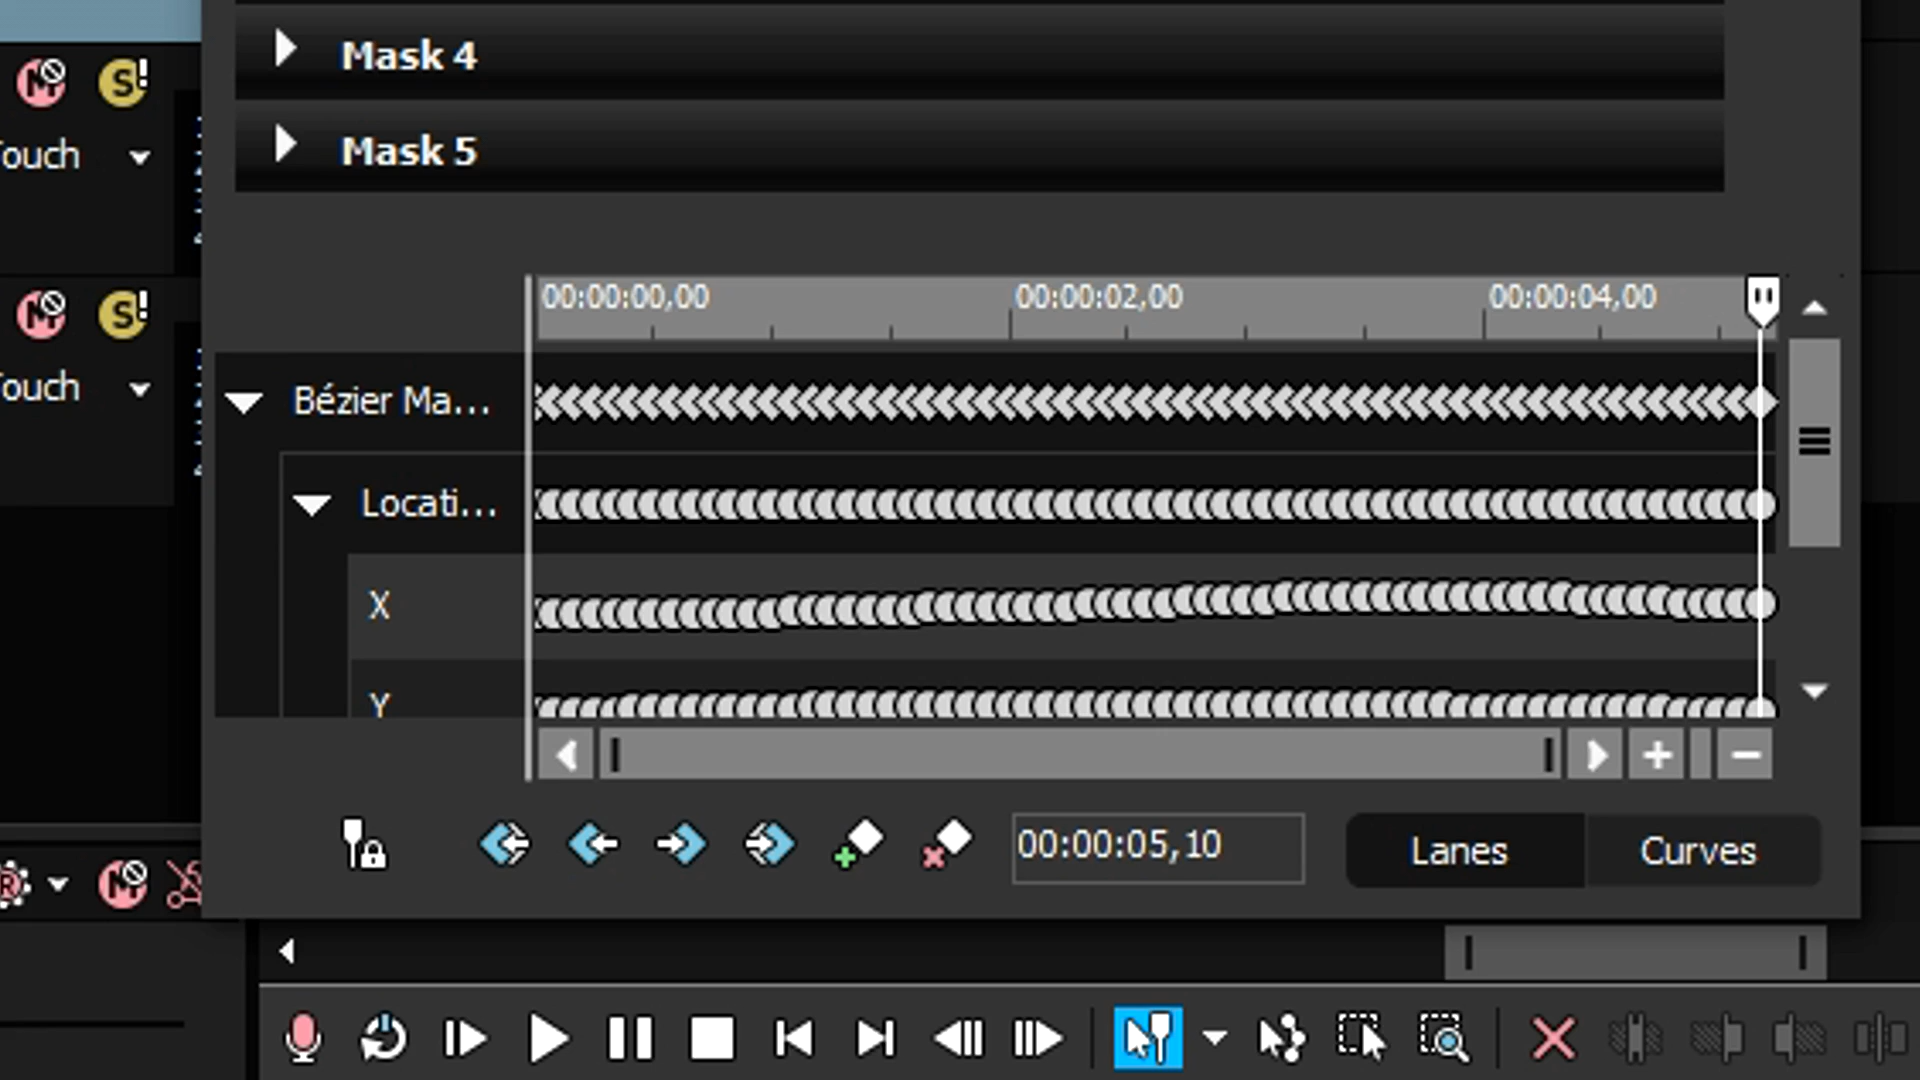 Mask 4
Mask 5
ouch
ouch
00:00:00,00 00:00:02,00 00:00:04,00
Bézier Ma...
Locati...
X
Y
00:00:05,10 Lanes Curves